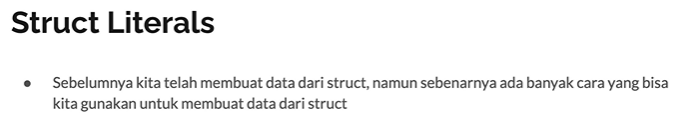 Struct Literals
● Sebelumnya kita telah membuat data dari struct, namun sebenarnya ada banyak cara yang bisa
kita gunakan untuk membuat data dari struct